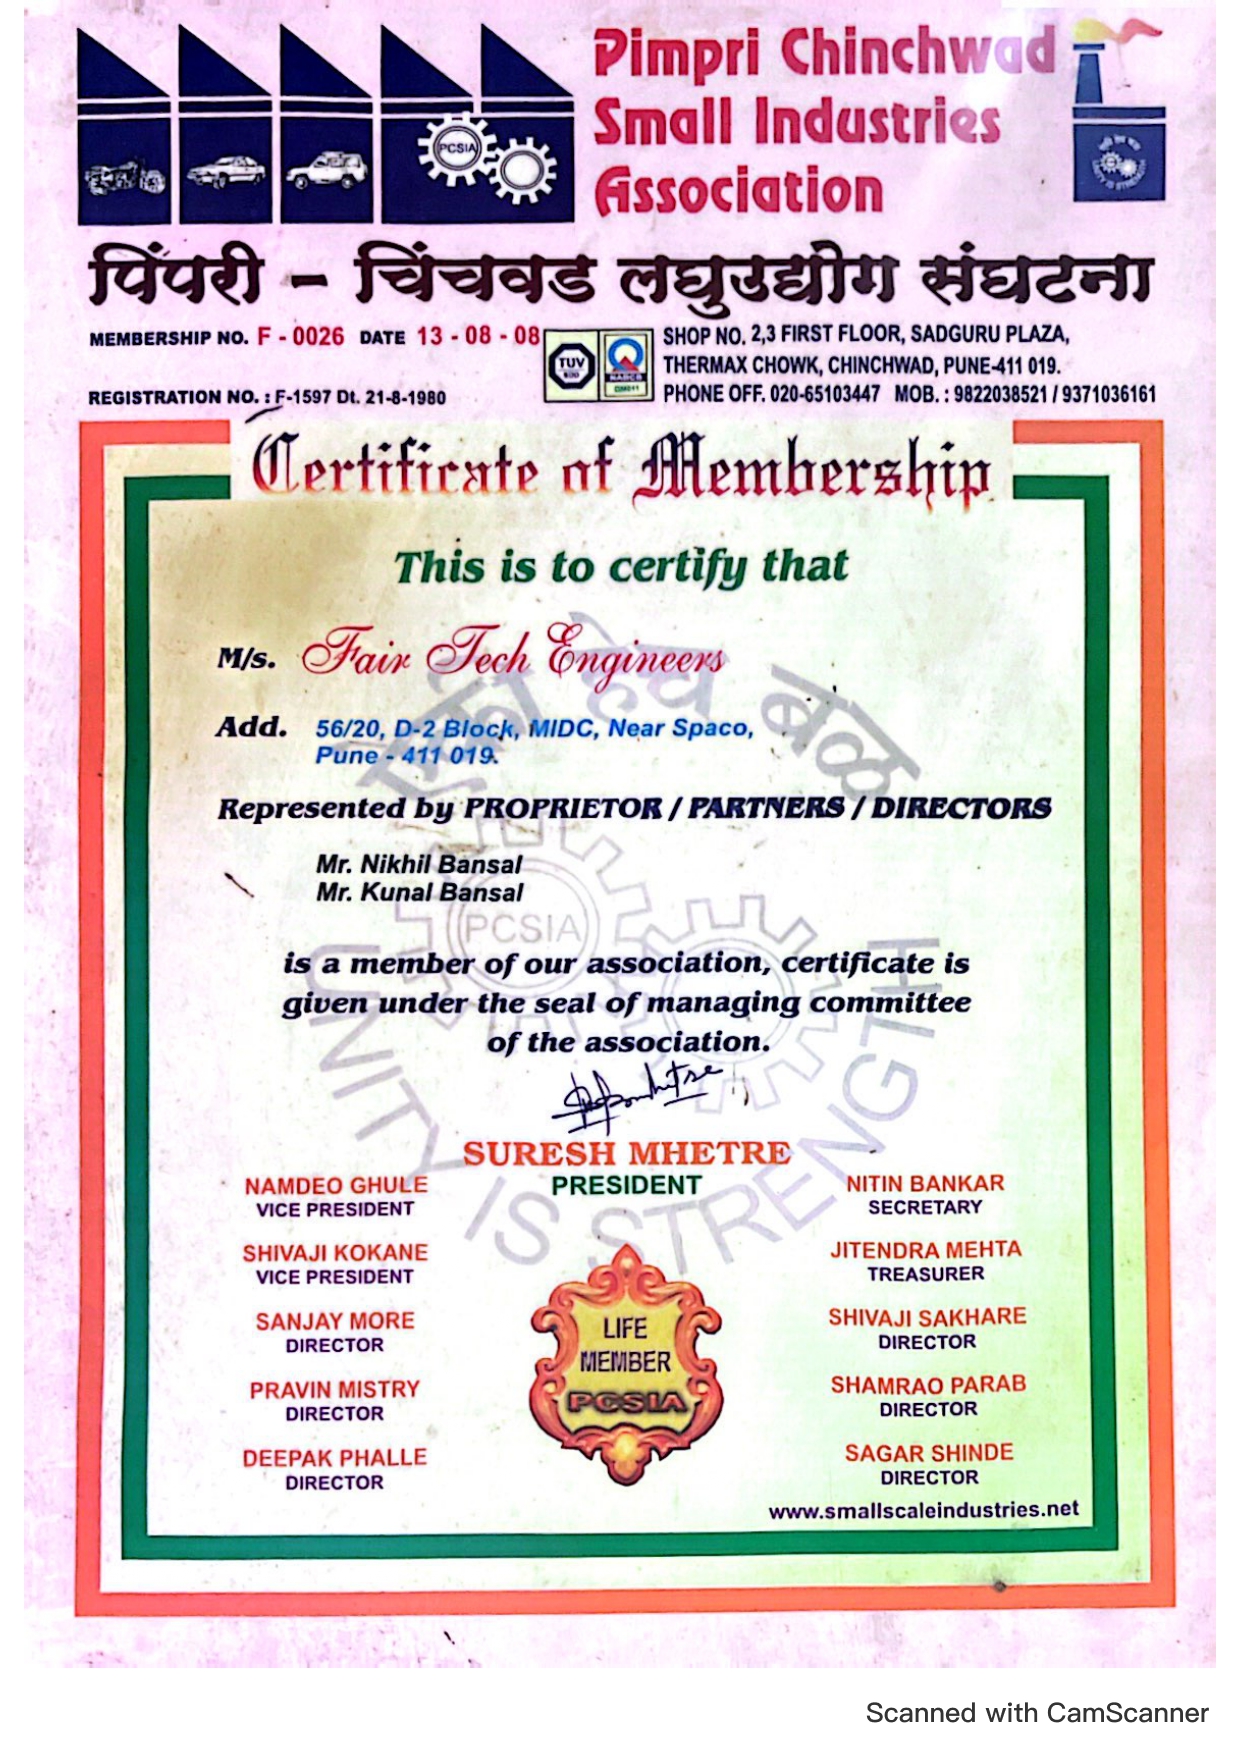 Pimpri Chinchwad
Small Industries
Association
PCSIA
पिंपरी - चिंचवड लघुउद्योग संघटना
MEMBERSHIP NO. F - 0026 DATE 13 - 08 - 08
REGISTRATION NO. : F-1597 Dt. 21-8-1980
TUV
SHOP NO. 2,3 FIRST FLOOR, SADGURU PLAZA,
THERMAX CHOWK, CHINCHWAD, PUNE-411 019.
PHONE OFF. 020-65103447 MOB. : 9822038521 / 9371036161
Certificate of Membership
This is to certify that
M/s. Fair Tech Engineers
Add. 56/20, D-2 Block, MIDC, Near Spaco,
Pune - 411 019.
Represented by PROPRIETOR / PARTNERS / DIRECTORS
Mr. Nikhil Bansal
Mr. Kunal Bansal
हेच बळ
PCSIA
UNITY IS STRENGTH
is a member of our association, certificate is
given under the seal of managing committee
of the association.
SURESH MHETRE
PRESIDENT
NAMDEO GHULE
VICE PRESIDENT
SHIVAJI KOKANE
VICE PRESIDENT
SANJAY MORE
DIRECTOR
PRAVIN MISTRY
DIRECTOR
DEEPAK PHALLE
DIRECTOR
LIFE
MEMBER
PCSIA
NITIN BANKAR
SECRETARY
JITENDRA MEHTA
TREASURER
SHIVAJI SAKHARE
DIRECTOR
SHAMRAO PARAB
DIRECTOR
SAGAR SHINDE
DIRECTOR
www.smallscaleindustries.net
Scanned with CamScanner